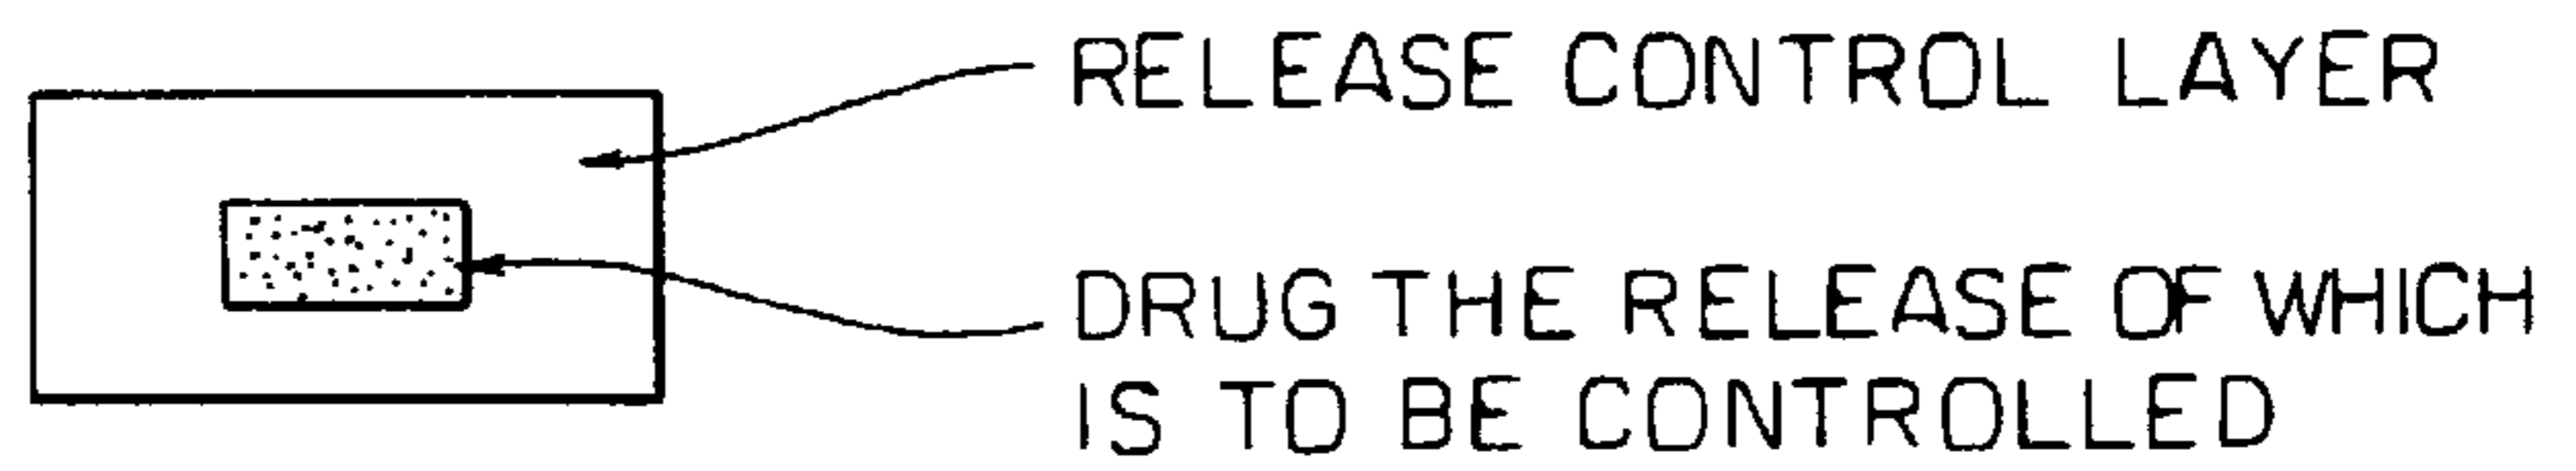 RELEASE CONTROL LAYER
DRUG THE RELEASE OF WHICH
IS TO BE CONTROLLED